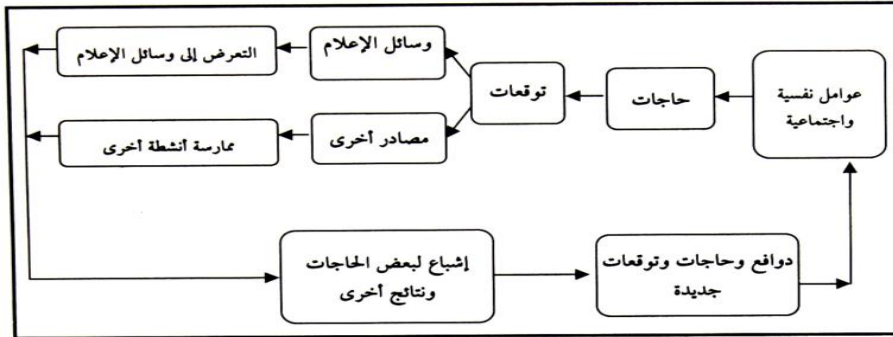 عوامل نفسية
واجتماعية
حاجات
توقعات
وسائل الإعلام
التعرض إلى وسائل الإعلام
مصادر أخرى
ممارسة أنشطة أخرى
إشباع لبعض الحاجات
ونتائج أخرى
دوافع وحاجات وتوقعات
جديدة